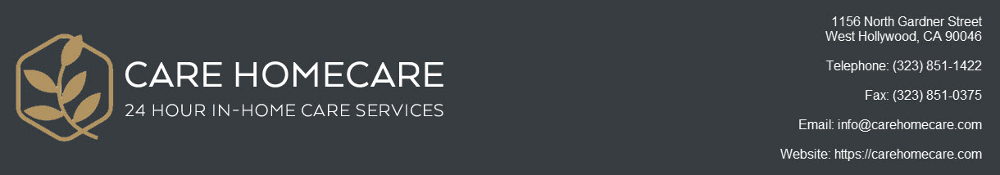 CARE HOMECARE
24 HOUR IN-HOME CARE SERVICES
1156 North Gardner Street
West Hollywood, CA 90046
Telephone: (323) 851-1422
Fax: (323) 851-0375
Email: info@carehomecare.com
Website: https://carehomecare.com